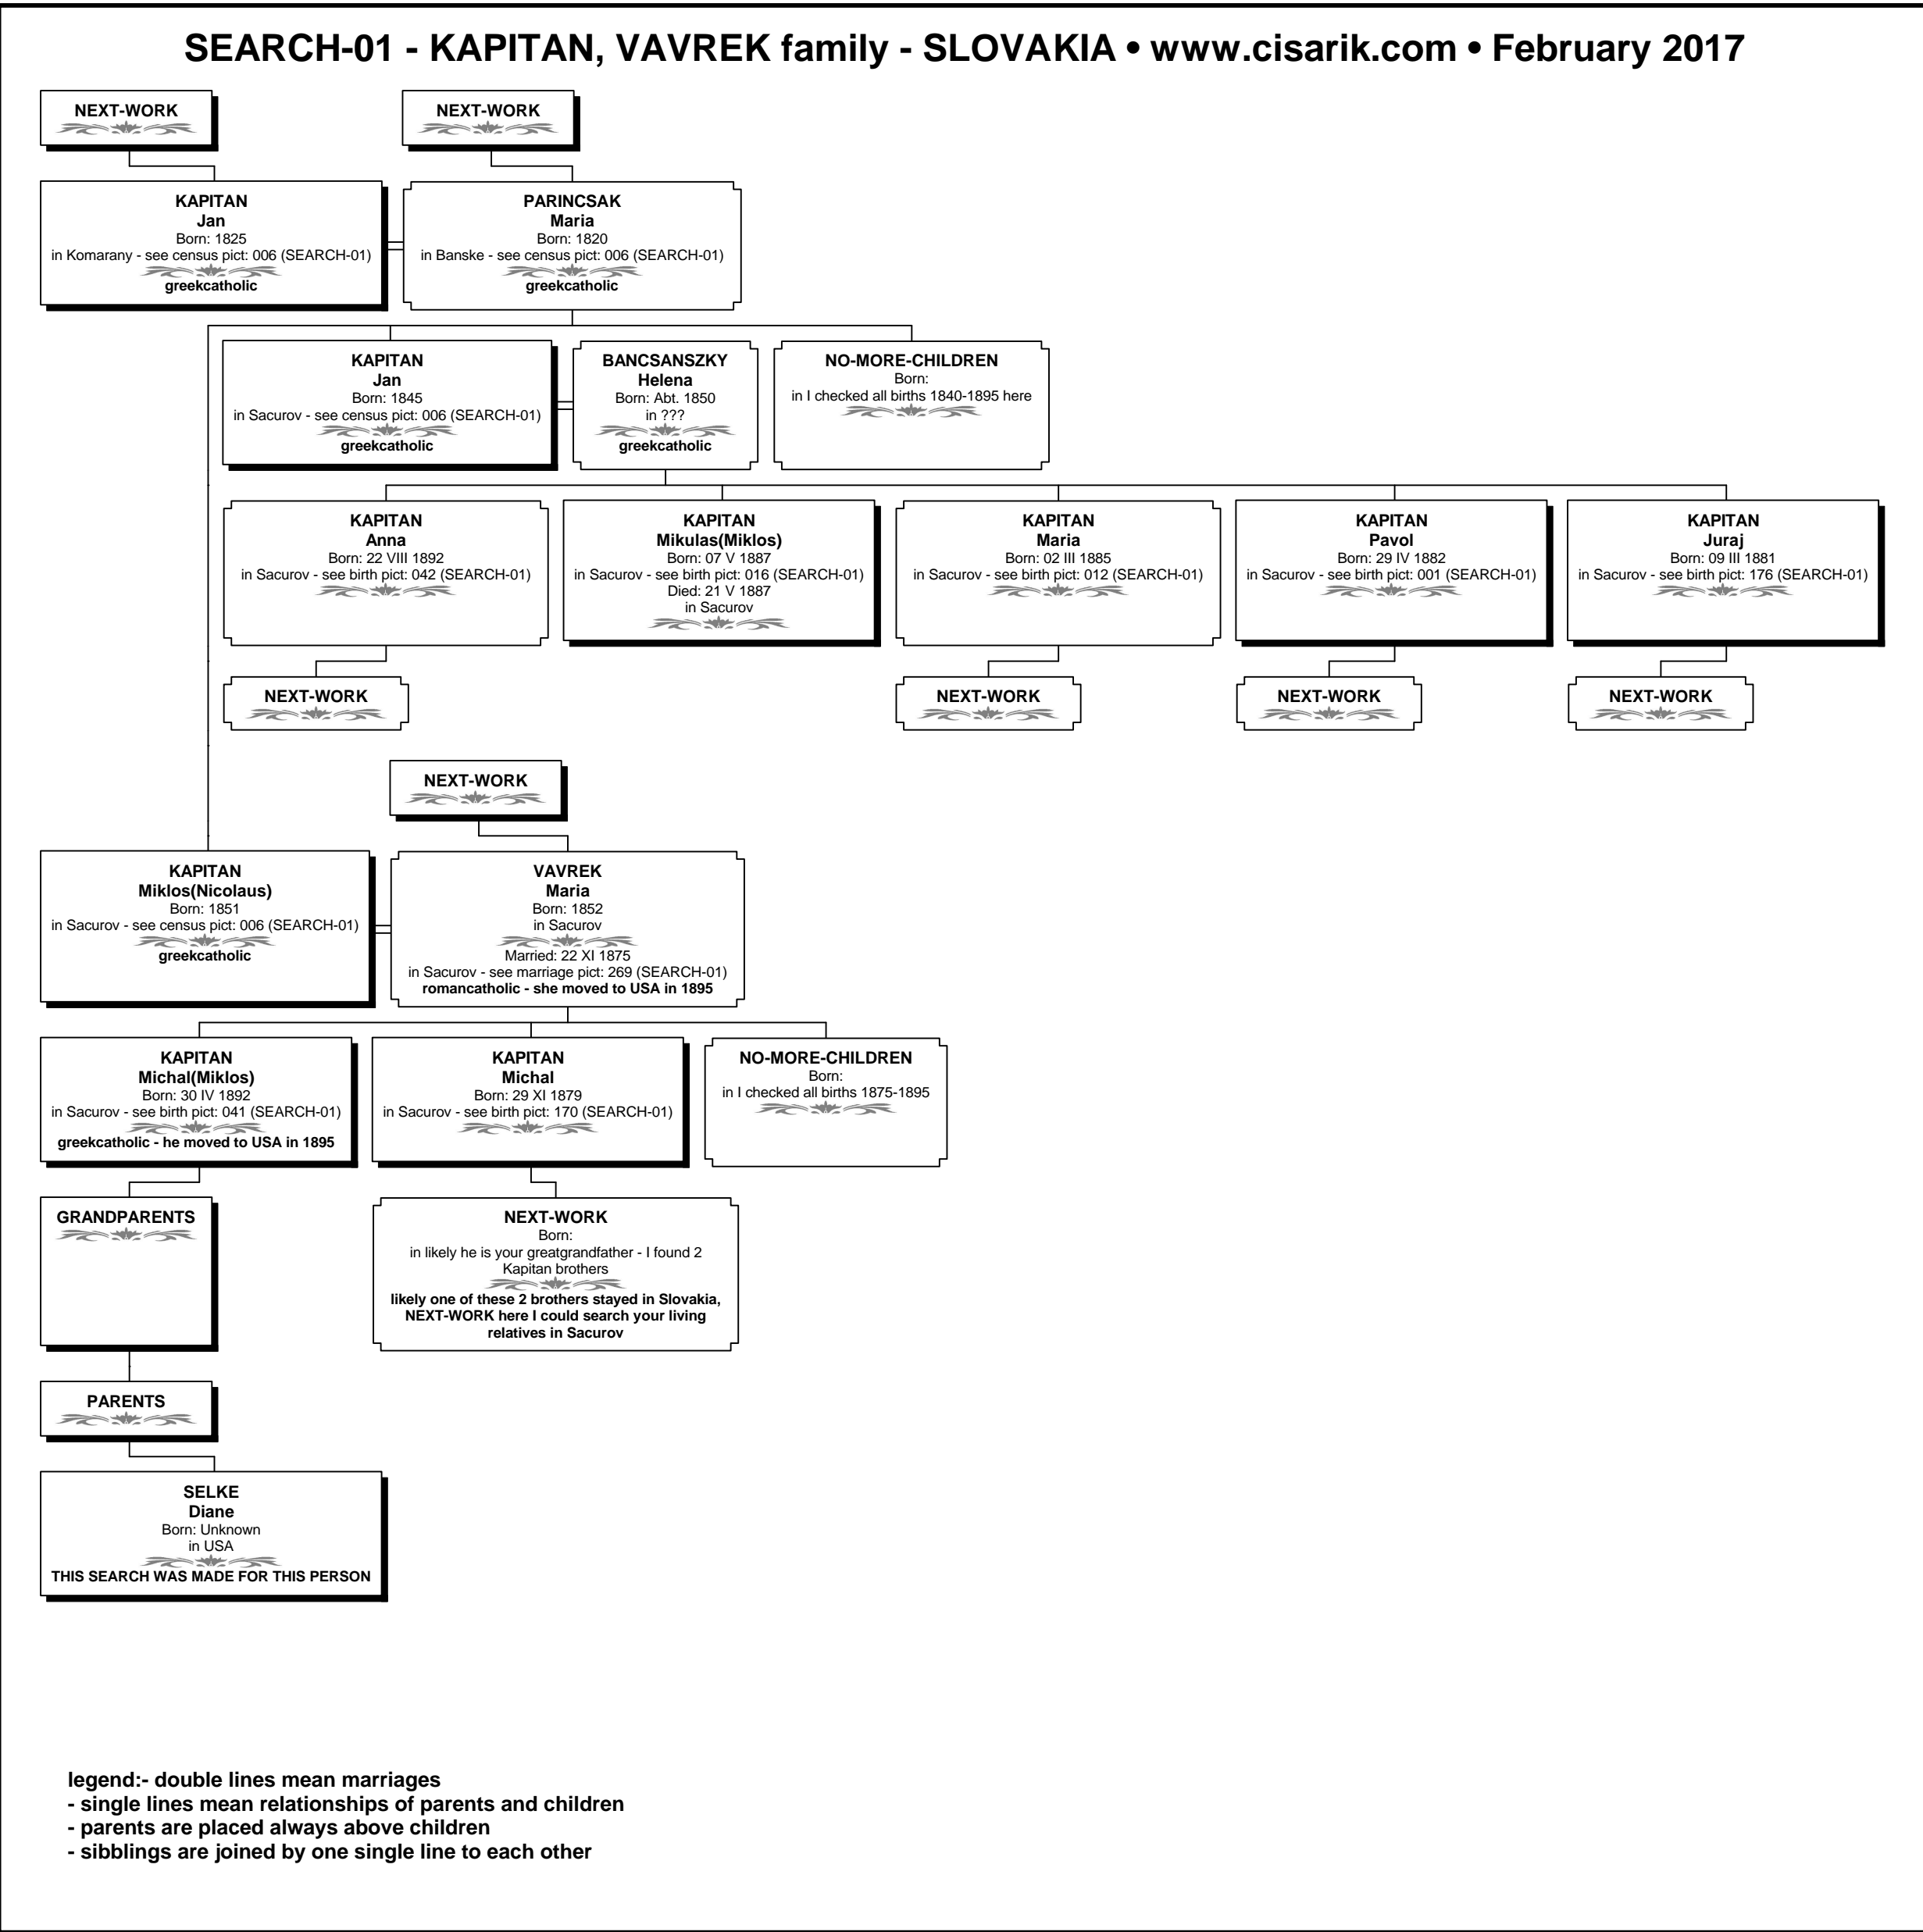 SEARCH-01 - KAPITAN, VAVREK family - SLOVAKIA • www.cisarik.com • February 2017
NEXT-WORK
NEXT-WORK
KAPITAN
Jan
Born: 1825
in Komarany - see census pict: 006 (SEARCH-01)
greekcatholic
PARINCSAK
Maria
Born: 1820
in Banske - see census pict: 006 (SEARCH-01)
greekcatholic
KAPITAN
Jan
Born: 1845
in Sacurov - see census pict: 006 (SEARCH-01)
greekcatholic
BANCSANSZKY
Helena
Born: Abt. 1850
in ???
greekcatholic
NO-MORE-CHILDREN
Born:
in I checked all births 1840-1895 here
KAPITAN
Anna
Born: 22 VIII 1892
in Sacurov - see birth pict: 042 (SEARCH-01)
KAPITAN
Mikulas(Miklos)
Born: 07 V 1887
in Sacurov - see birth pict: 016 (SEARCH-01)
Died: 21 V 1887
in Sacurov
KAPITAN
Maria
Born: 02 III 1885
in Sacurov - see birth pict: 012 (SEARCH-01)
KAPITAN
Pavol
Born: 29 IV 1882
in Sacurov - see birth pict: 001 (SEARCH-01)
KAPITAN
Juraj
Born: 09 III 1881
in Sacurov - see birth pict: 176 (SEARCH-01)
NEXT-WORK
NEXT-WORK
NEXT-WORK
NEXT-WORK
NEXT-WORK
KAPITAN
Miklos(Nicolaus)
Born: 1851
in Sacurov - see census pict: 006 (SEARCH-01)
greekcatholic
VAVREK
Maria
Born: 1852
in Sacurov
Married: 22 XI 1875
in Sacurov - see marriage pict: 269 (SEARCH-01)
romancatholic - she moved to USA in 1895
KAPITAN
Michal(Miklos)
Born: 30 IV 1892
in Sacurov - see birth pict: 041 (SEARCH-01)
greekcatholic - he moved to USA in 1895
KAPITAN
Michal
Born: 29 XI 1879
in Sacurov - see birth pict: 170 (SEARCH-01)
NO-MORE-CHILDREN
Born:
in I checked all births 1875-1895
GRANDPARENTS
NEXT-WORK
Born:
in likely he is your greatgrandfather - I found 2
Kapitan brothers
likely one of these 2 brothers stayed in Slovakia,
NEXT-WORK here I could search your living
relatives in Sacurov
PARENTS
SELKE
Diane
Born: Unknown
in USA
THIS SEARCH WAS MADE FOR THIS PERSON
legend:- double lines mean marriages
- single lines mean relationships of parents and children
- parents are placed always above children
- sibblings are joined by one single line to each other